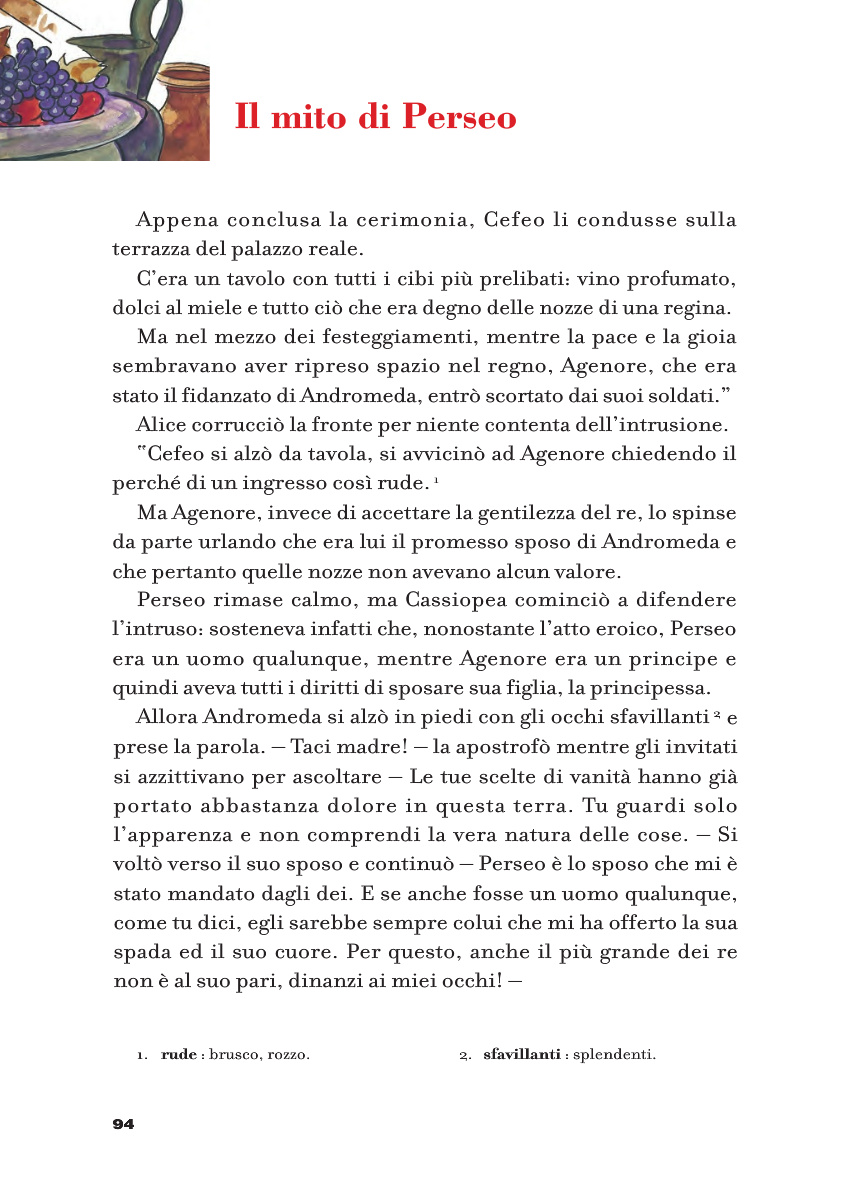 Il mito di Perseo
Appena conclusa la cerimonia, Cefeo li condusse sulla
terrazza del palazzo reale.
C’era un tavolo con tutti i cibi più prelibati: vino profumato,
dolci al miele e tutto ciò che era degno delle nozze di una regina.
Ma nel mezzo dei festeggiamenti, mentre la pace e la gioia
sembravano aver ripreso spazio nel regno, Agenore, che era
stato il fidanzato di Andromeda, entrò scortato dai suoi soldati.”
Alice corrucciò la fronte per niente contenta dell’intrusione.
“Cefeo si alzò da tavola, si avvicinò ad Agenore chiedendo il
perché di un ingresso così rude. 1
Ma Agenore, invece di accettare la gentilezza del re, lo spinse
da parte urlando che era lui il promesso sposo di Andromeda e
che pertanto quelle nozze non avevano alcun valore.
Perseo rimase calmo, ma Cassiopea cominciò a difendere
l’intruso: sosteneva infatti che, nonostante l’atto eroico, Perseo
era un uomo qualunque, mentre Agenore era un principe e
quindi aveva tutti i diritti di sposare sua figlia, la principessa.
Allora Andromeda si alzò in piedi con gli occhi sfavillanti 2 e
prese la parola. – Taci madre! – la apostrofò mentre gli invitati
si azzittivano per ascoltare – Le tue scelte di vanità hanno già
portato abbastanza dolore in questa terra. Tu guardi solo
l’apparenza e non comprendi la vera natura delle cose. – Si
voltò verso il suo sposo e continuò – Perseo è lo sposo che mi è
stato mandato dagli dei. E se anche fosse un uomo qualunque,
come tu dici, egli sarebbe sempre colui che mi ha offerto la sua
spada ed il suo cuore. Per questo, anche il più grande dei re
non è al suo pari, dinanzi ai miei occhi! –
1. rude : brusco, rozzo.
2. sfavillanti : splendenti.
94